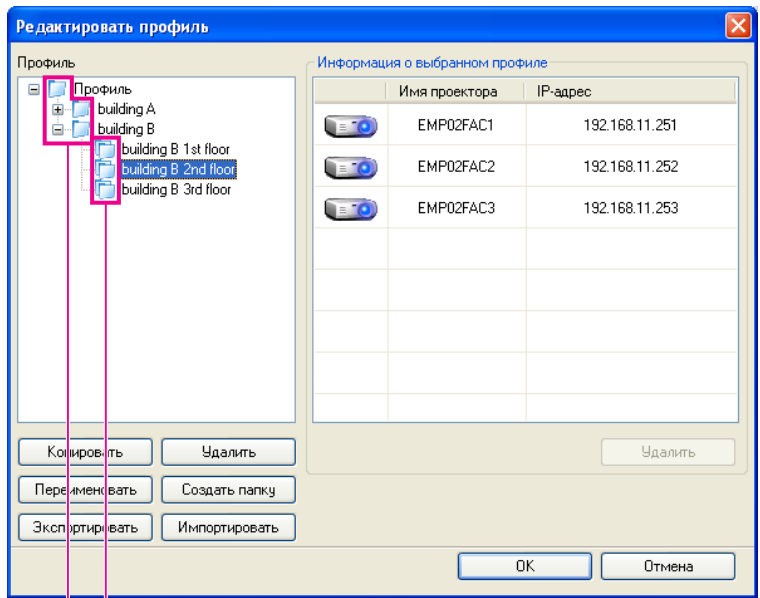 Редактировать профиль
Профиль
Профиль
building A
building B
building B 1st floor
building B 2nd floor
building B 3rd floor
Информация о выбранном профиле
Имя проектора IP-адрес
EMP02FAC1 192.168.11.251
EMP02FAC2 192.168.11.252
EMP02FAC3 192.168.11.253
Копировать Удалить
Удалить
Переименовать Создать папку
Экспортировать Импортировать
OK Отмена